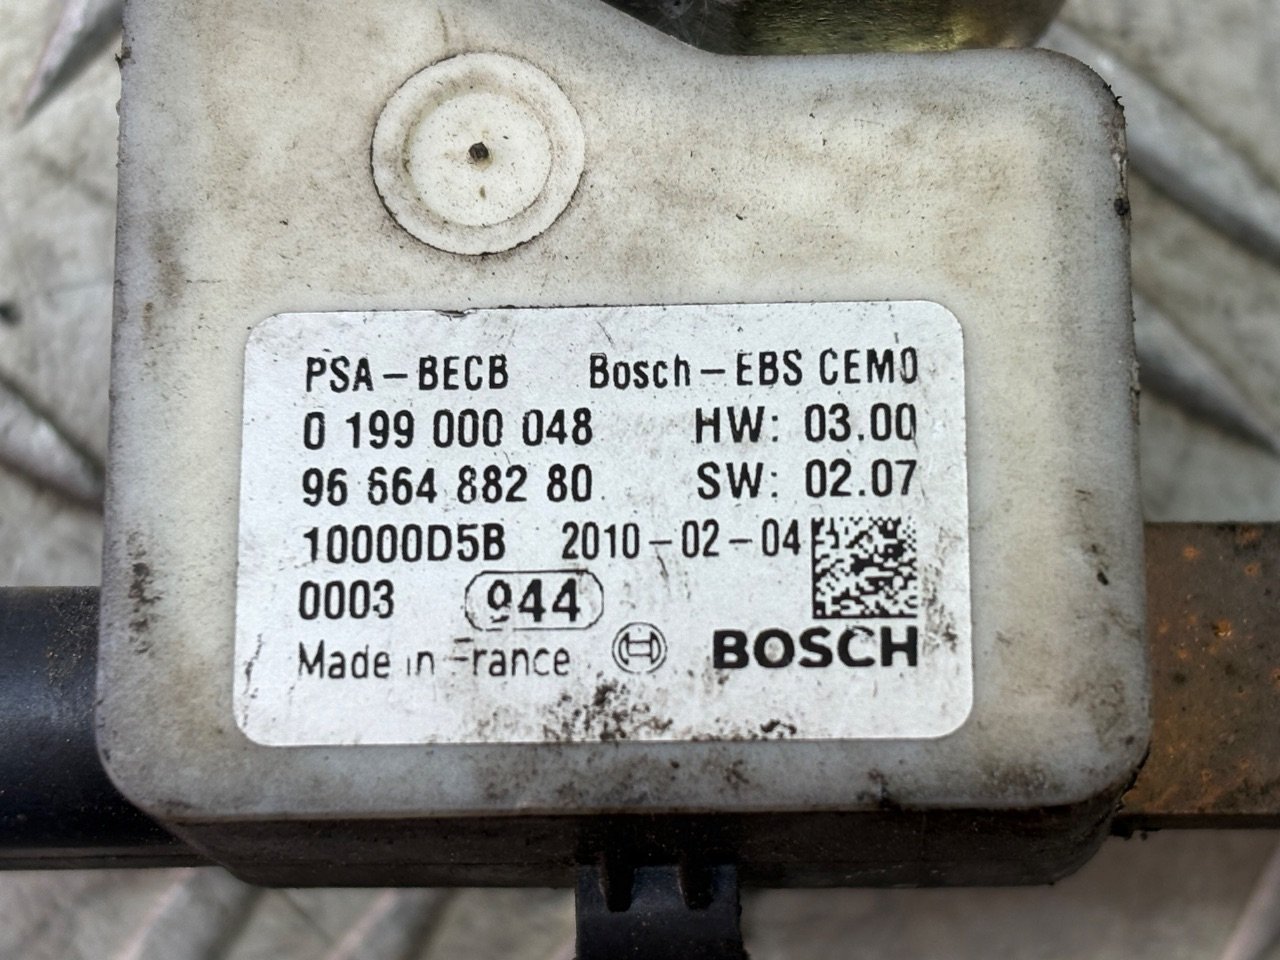 PSA-BECB Bosch-EBS CEMO
0 199 000 048 HW: 03.00
96 664 882 80 SW: 02.07
10000D5B 2010-02-04
0003 944
Made in France BOSCH